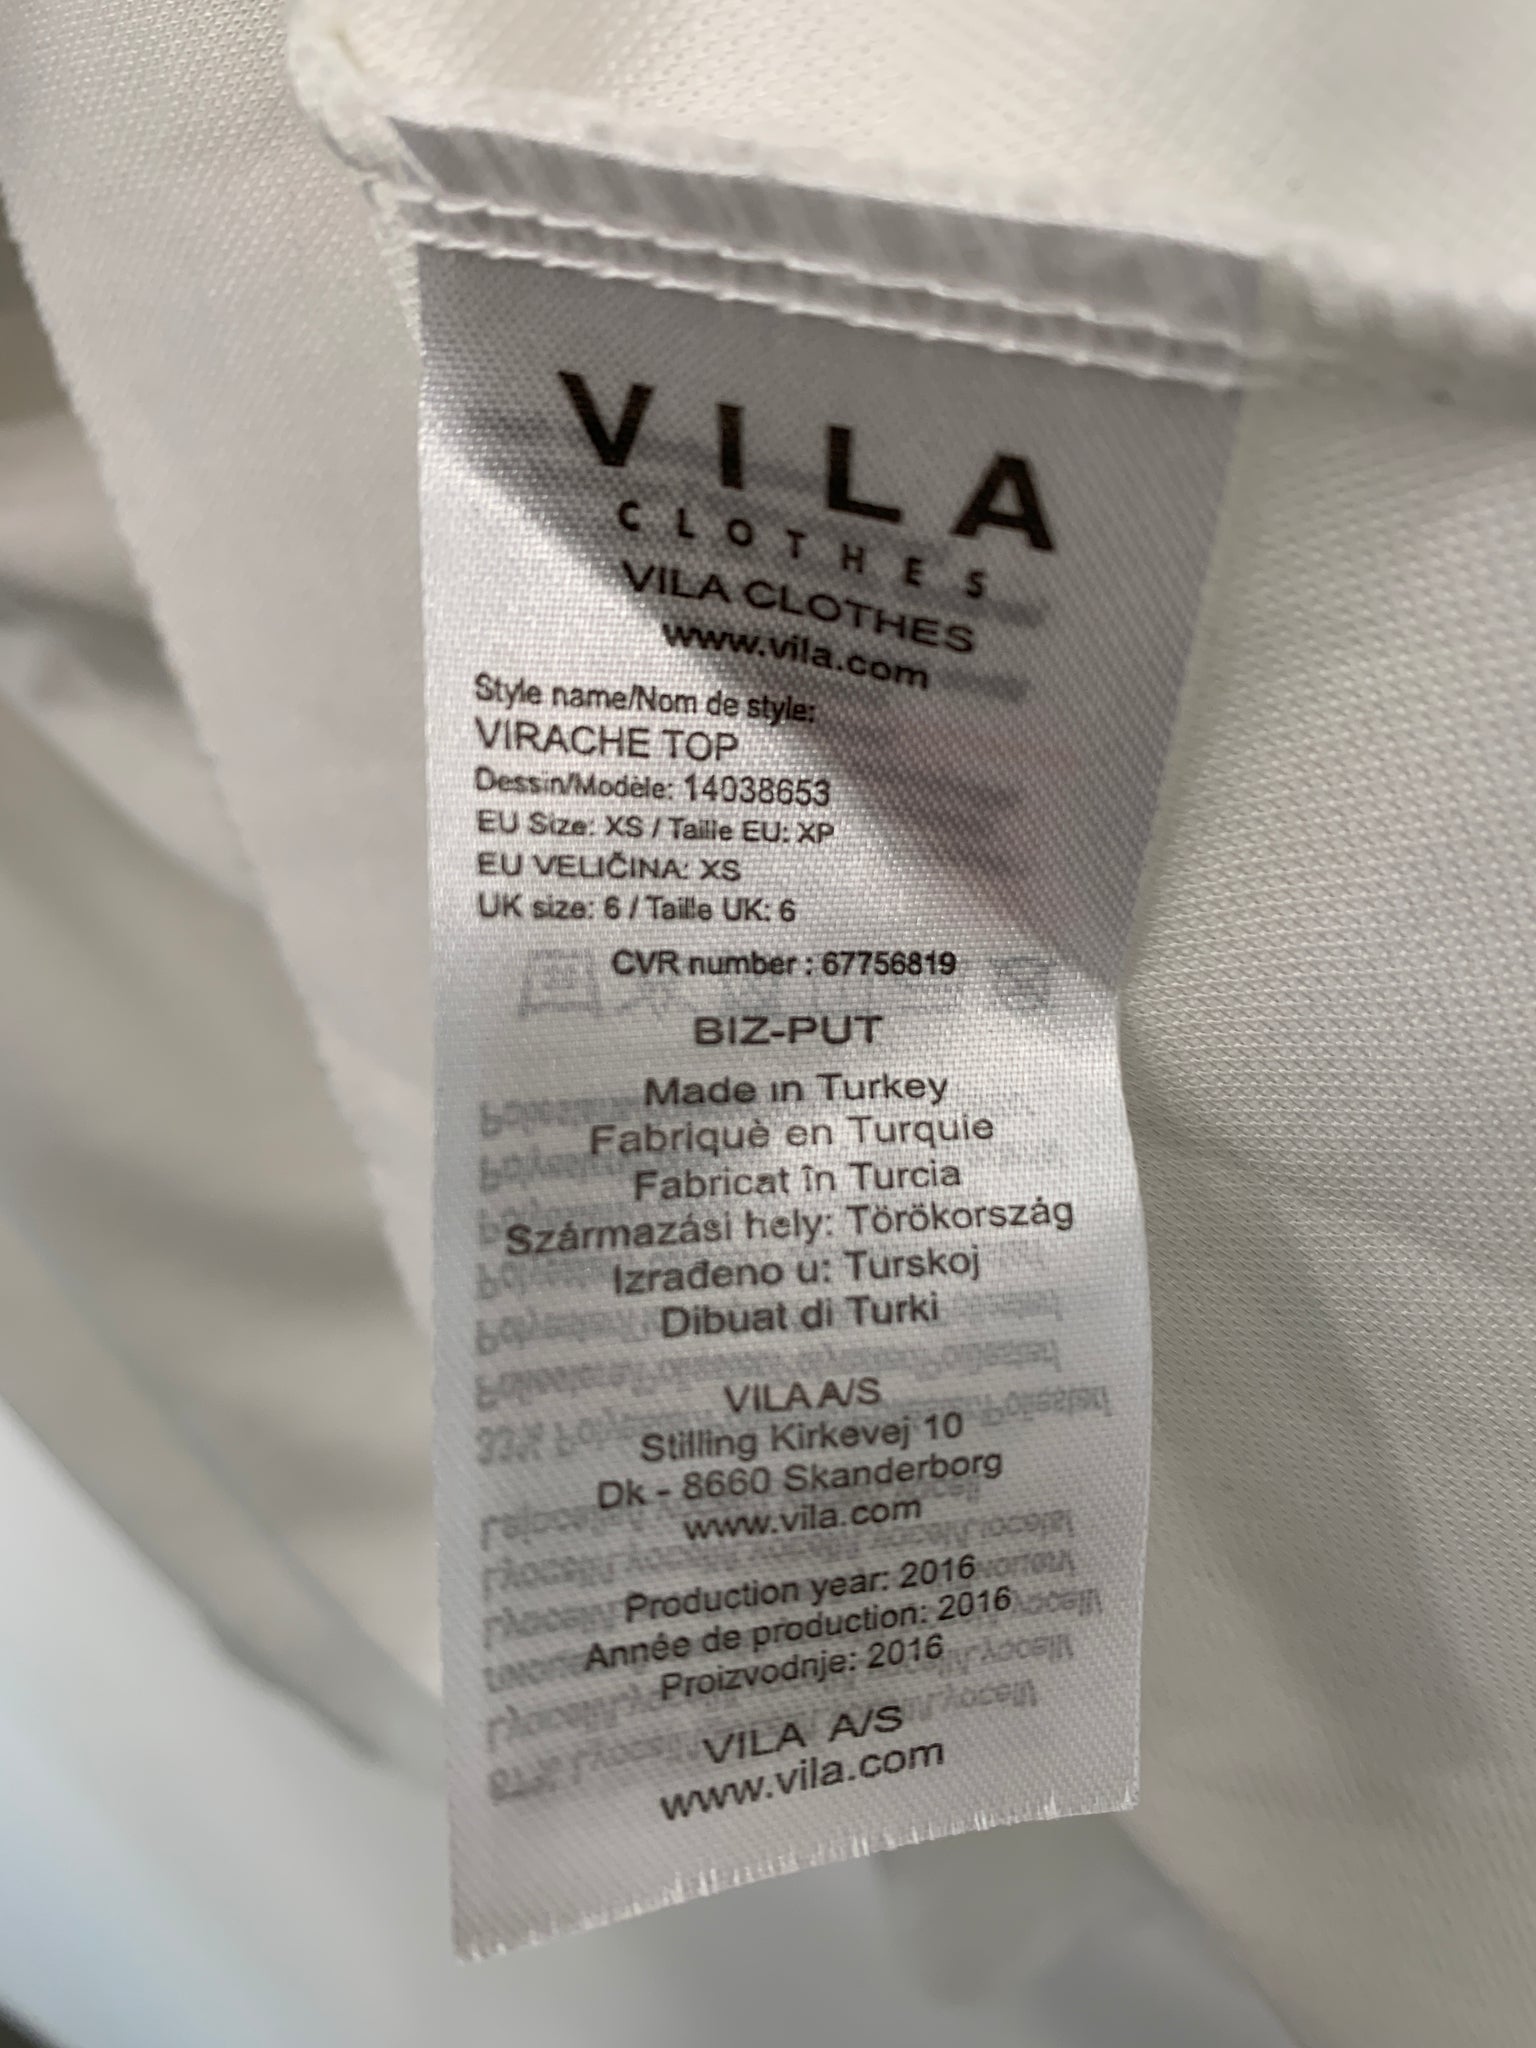 VILA
CLOTHES
VILA CLOTHES
www.vila.com
Style name/Nom de style:
VIRACHE TOP
Dessin/Modèle: 14038653
EU Size: XS / Taille EU: XP
EU VELIČINA: XS
UK size: 6 / Taille UK: 6
CVR number : 67756819
BIZ-PUT
Made in Turkey
Fabriquè en Turquie
Fabricat în Turcia
Származási hely: Törökország
Izrađeno u: Turskoj
Dibuat di Turki
VILA A/S
Stilling Kirkevej 10
Dk - 8660 Skanderborg
www.vila.com
Production year: 2016
Année de production: 2016
Proizvodnje: 2016
VILA A/S
www.vila.com